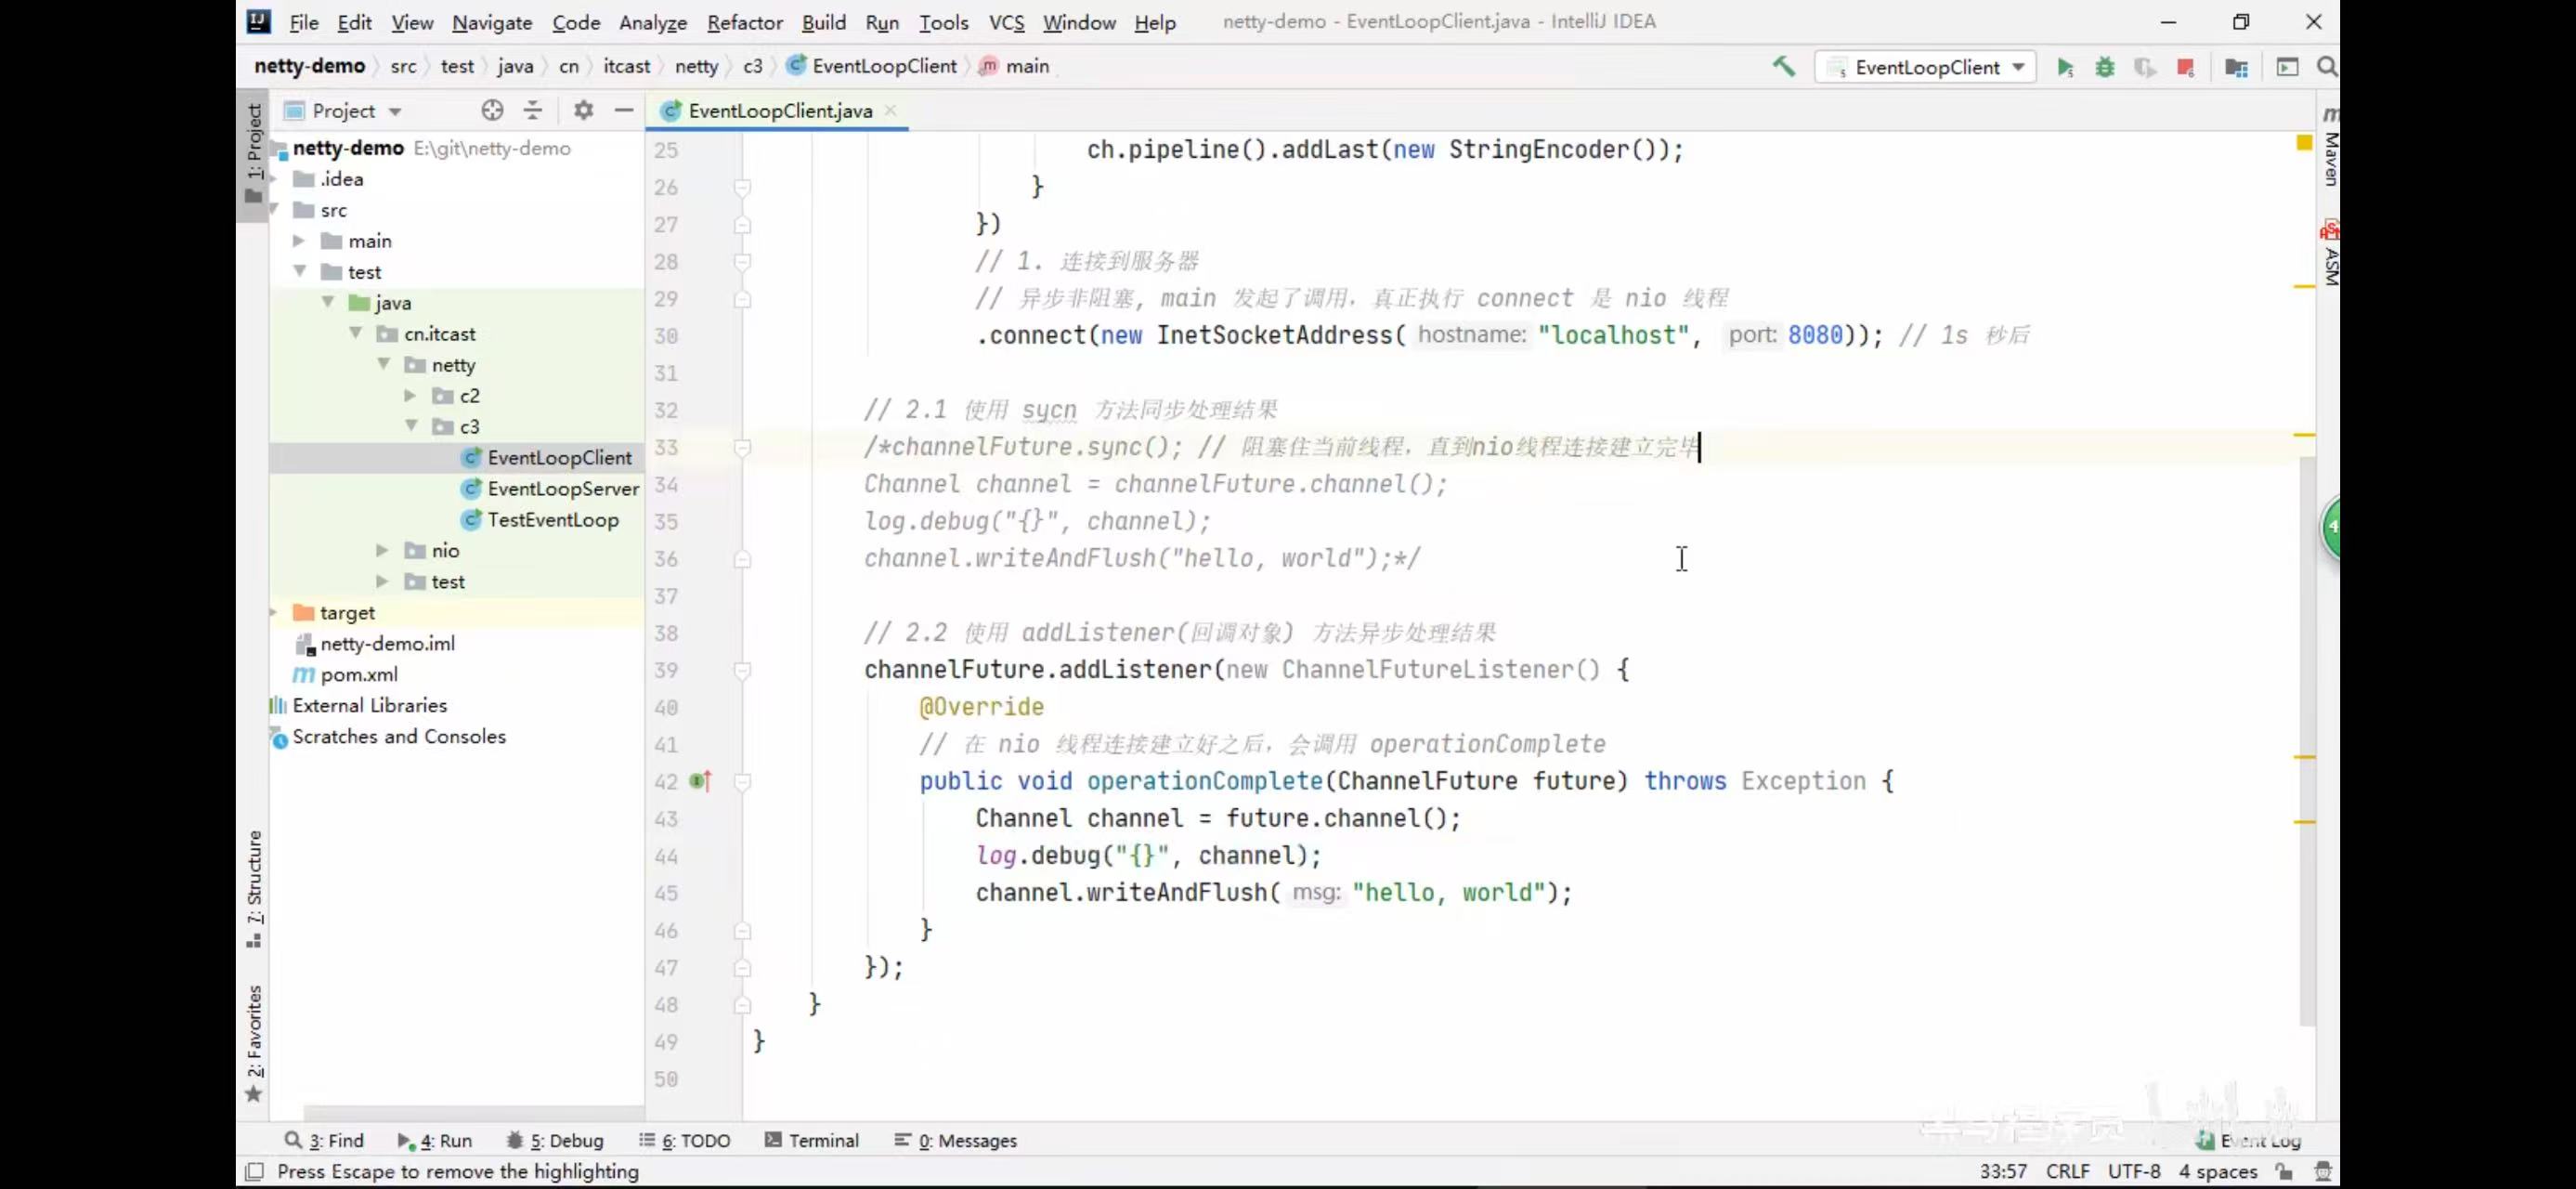 File Edit View Navigate Code Analyze Refactor Build Run Tools VCS Window Help netty-demo - EventLoopClient.java - IntelliJ IDEA
netty-demo src test java cn itcast netty c3 EventLoopClient main EventLoopClient
1: Project
Project
netty-demo E:\git\netty-demo
.idea
src
main
test
java
cn.itcast
netty
c2
c3
EventLoopClient
EventLoopServer
TestEventLoop
nio
test
target
netty-demo.iml
pom.xml
External Libraries
Scratches and Consoles
7: Structure
2: Favorites
EventLoopClient.java
25 ch.pipeline().addLast(new StringEncoder());
26 }
27 })
28 // 1. 连接到服务器
29 // 异步非阻塞, main 发起了调用，真正执行 connect 是 nio 线程
30 .connect(new InetSocketAddress( hostname: "localhost", port: 8080)); // 1s 秒后
31
32 // 2.1 使用 sycn 方法同步处理结果
33 /*channelFuture.sync(); // 阻塞住当前线程，直到nio线程连接建立完毕
34 Channel channel = channelFuture.channel();
35 log.debug("{}", channel);
36 channel.writeAndFlush("hello, world");*/
37
38 // 2.2 使用 addListener(回调对象) 方法异步处理结果
39 channelFuture.addListener(new ChannelFutureListener() {
40 @Override
41 // 在 nio 线程连接建立好之后，会调用 operationComplete
42 public void operationComplete(ChannelFuture future) throws Exception {
43 Channel channel = future.channel();
44 log.debug("{}", channel);
45 channel.writeAndFlush( msg: "hello, world");
46 }
47 });
48 }
49 }
50
Maven
ASM
4
3: Find 4: Run 5: Debug 6: TODO Terminal 0: Messages Event Log
Press Escape to remove the highlighting 33:57 CRLF UTF-8 4 spaces